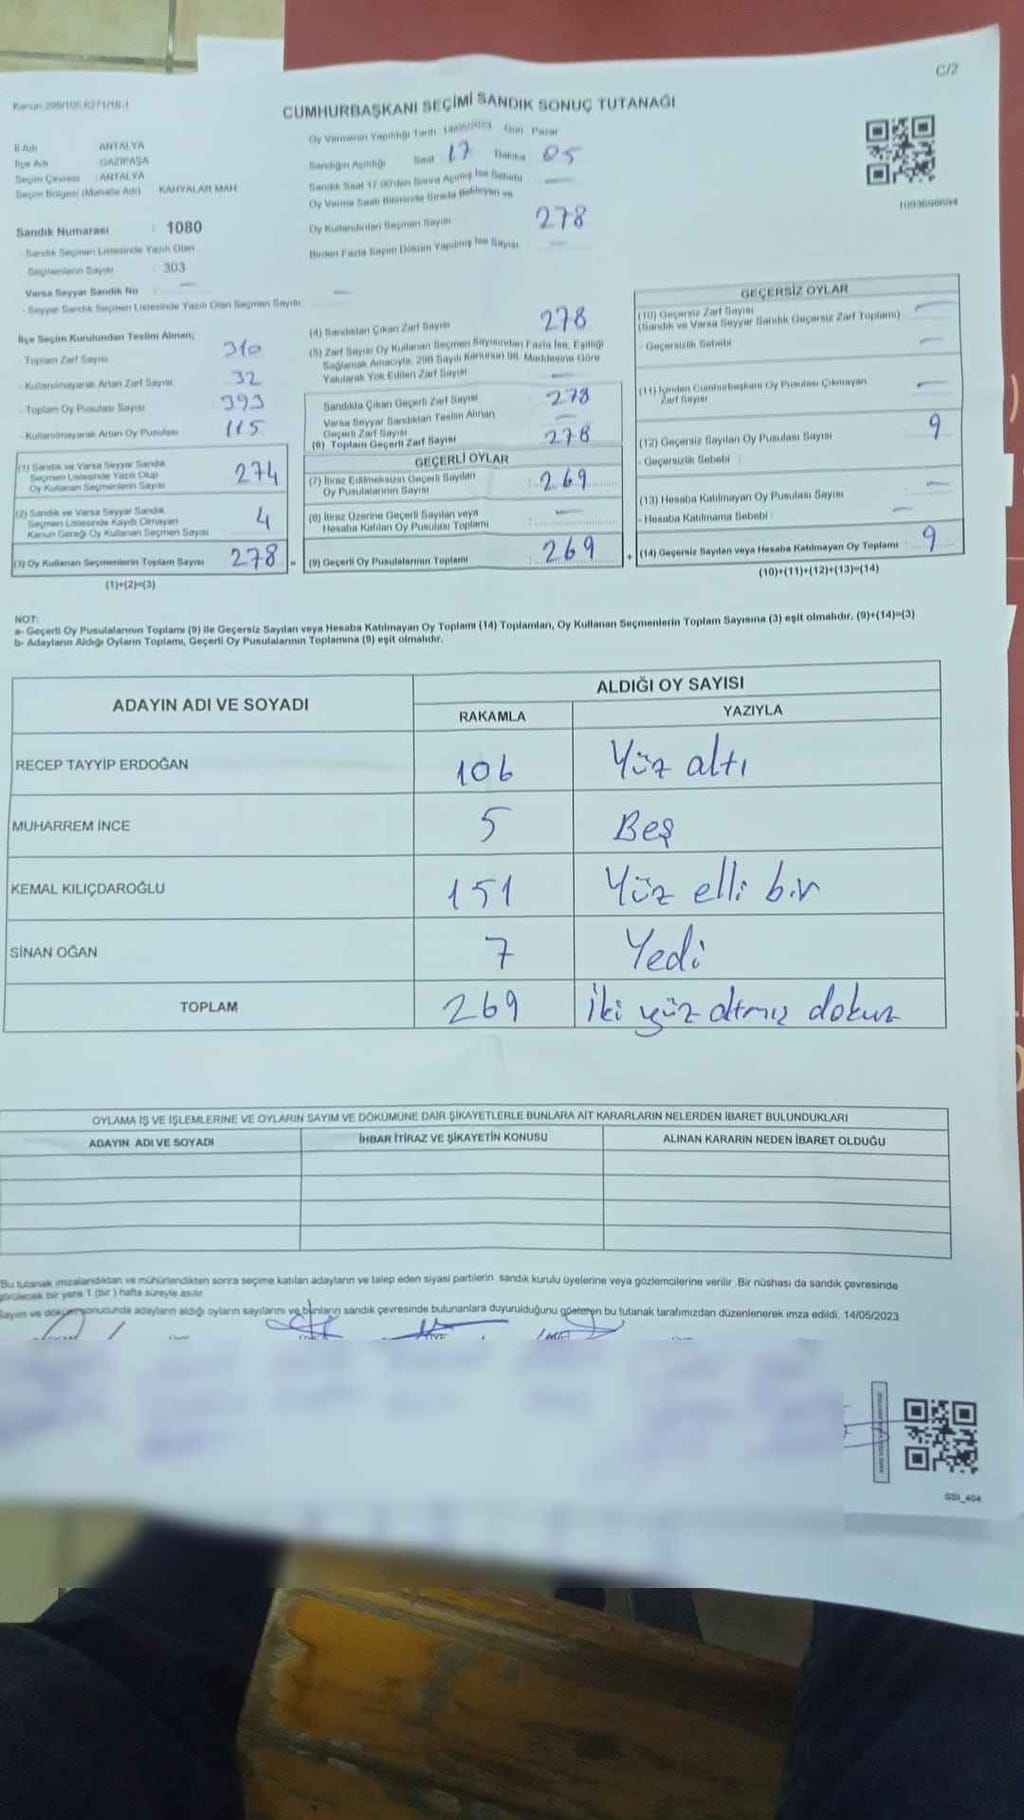 C/2
CUMHURBAŞKANI SEÇİMİ SANDIK SONUÇ TUTANAĞI
Oy Vermenin Yapıldığı Tarih 14/05/2023 Gün Pazar
İl Adı ANTALYA
İlçe Adı GAZİPAŞA
Seçim Çevresi : ANTALYA
Seçim Bölgesi (Mahalle Adı) KAHYALAR MAH
Sandığın Açıldığı Saat 17 Dakika 05
Sandık Saat 17.00'den Sonra Açılmış İse Sebebi
Oy Verme Saati Bitiminde Sırada Bekleyen ve
Oy Kullandırılan Seçmen Sayısı 278
Birden Fazla Sayım Döküm Yapılmış İse Sayısı
1093698694
Sandık Numarası : 1080
- Sandık Seçmen Listesinde Yazılı Olan
Seçmenlerin Sayısı : 303
Varsa Seyyar Sandık No
- Seyyar Sandık Seçmen Listesinde Yazılı Olan Seçmen Sayısı
İlçe Seçim Kurulundan Teslim Alınan;
- Toplam Zarf Sayısı 310
- Kullanılmayarak Artan Zarf Sayısı 32
- Toplam Oy Pusulası Sayısı 393
- Kullanılmayarak Artan Oy Pusulası 115
(1) Sandık ve Varsa Seyyar Sandık
Seçmen Listesinde Yazılı Olup
Oy Kullanan Seçmenlerin Sayısı 274
(2) Sandık ve Varsa Seyyar Sandık
Seçmen Listesinde Kayıtlı Olmayan
Kanun Gereği Oy Kullanan Seçmen Sayısı 4
(3) Oy Kullanan Seçmenlerin Toplam Sayısı 278 =
(1)+(2)=(3)
(4) Sandıktan Çıkan Zarf Sayısı 278
(5) Zarf Sayısı Oy Kullanan Seçmen Sayısından Fazla İse, Eşitliği
Sağlamak Amacıyla, 298 Sayılı Kanunun 98. Maddesine Göre
Yakılarak Yok Edilen Zarf Sayısı
Sandıkta Çıkan Geçerli Zarf Sayısı 278
Varsa Seyyar Sandıktan Teslim Alınan
Geçerli Zarf Sayısı
(6) Toplam Geçerli Zarf Sayısı 278
GEÇERLİ OYLAR
(7) İtiraz Edilmeksizin Geçerli Sayılan
Oy Pusulalarının Sayısı : 269
(8) İtiraz Üzerine Geçerli Sayılan veya
Hesaba Katılan Oy Pusulası Toplamı
(9) Geçerli Oy Pusulalarının Toplamı 269 +
GEÇERSİZ OYLAR
(10) Geçersiz Zarf Sayısı
(Sandık ve Varsa Seyyar Sandık Geçersiz Zarf Toplamı)
- Geçersizlik Sebebi
(11) İçinden Cumhurbaşkanı Oy Pusulası Çıkmayan
Zarf Sayısı
(12) Geçersiz Sayılan Oy Pusulası Sayısı 9
- Geçersizlik Sebebi :
(13) Hesaba Katılmayan Oy Pusulası Sayısı
- Hesaba Katılmama Sebebi :
(14) Geçersiz Sayılan veya Hesaba Katılmayan Oy Toplamı : 9
(10)+(11)+(12)+(13)=(14)
NOT:
a- Geçerli Oy Pusulalarının Toplamı (9) ile Geçersiz Sayılan veya Hesaba Katılmayan Oy Toplamı (14) Toplamları, Oy Kullanan Seçmenlerin Toplam Sayısına (3) eşit olmalıdır. (9)+(14)=(3)
b- Adayların Aldığı Oyların Toplamı, Geçerli Oy Pusulalarının Toplamına (9) eşit olmalıdır.
ADAYIN ADI VE SOYADI ALDIĞI OY SAYISI
RAKAMLA YAZIYLA
RECEP TAYYİP ERDOĞAN 106 Yüz altı
MUHARREM İNCE 5 Beş
KEMAL KILIÇDAROĞLU 151 Yüz elli bir
SİNAN OĞAN 7 Yedi
TOPLAM 269 İki yüz altmış dokuz
OYLAMA İŞ VE İŞLEMLERİNE VE OYLARIN SAYIM VE DÖKÜMÜNE DAİR ŞİKAYETLERLE BUNLARA AİT KARARLARIN NELERDEN İBARET BULUNDUKLARI
ADAYIN ADI VE SOYADI İHBAR İTİRAZ VE ŞİKAYETİN KONUSU ALINAN KARARIN NEDEN İBARET OLDUĞU
Bu tutanak, imzalandıktan ve mühürlendikten sonra seçime katılan adayların ve talep eden siyasi partilerin sandık kurulu üyelerine veya gözlemcilerine verilir. Bir nüshası da sandık çevresinde
görülecek bir yere 1 (bir) hafta süreyle asılır.
Sayım ve döküm sonucunda adayların aldığı oyların sayılarını ve bunların sandık çevresinde bulunanlara duyurulduğunu gösteren bu tutanak tarafımızdan düzenlenerek imza edildi. 14/05/2023
SSI_404